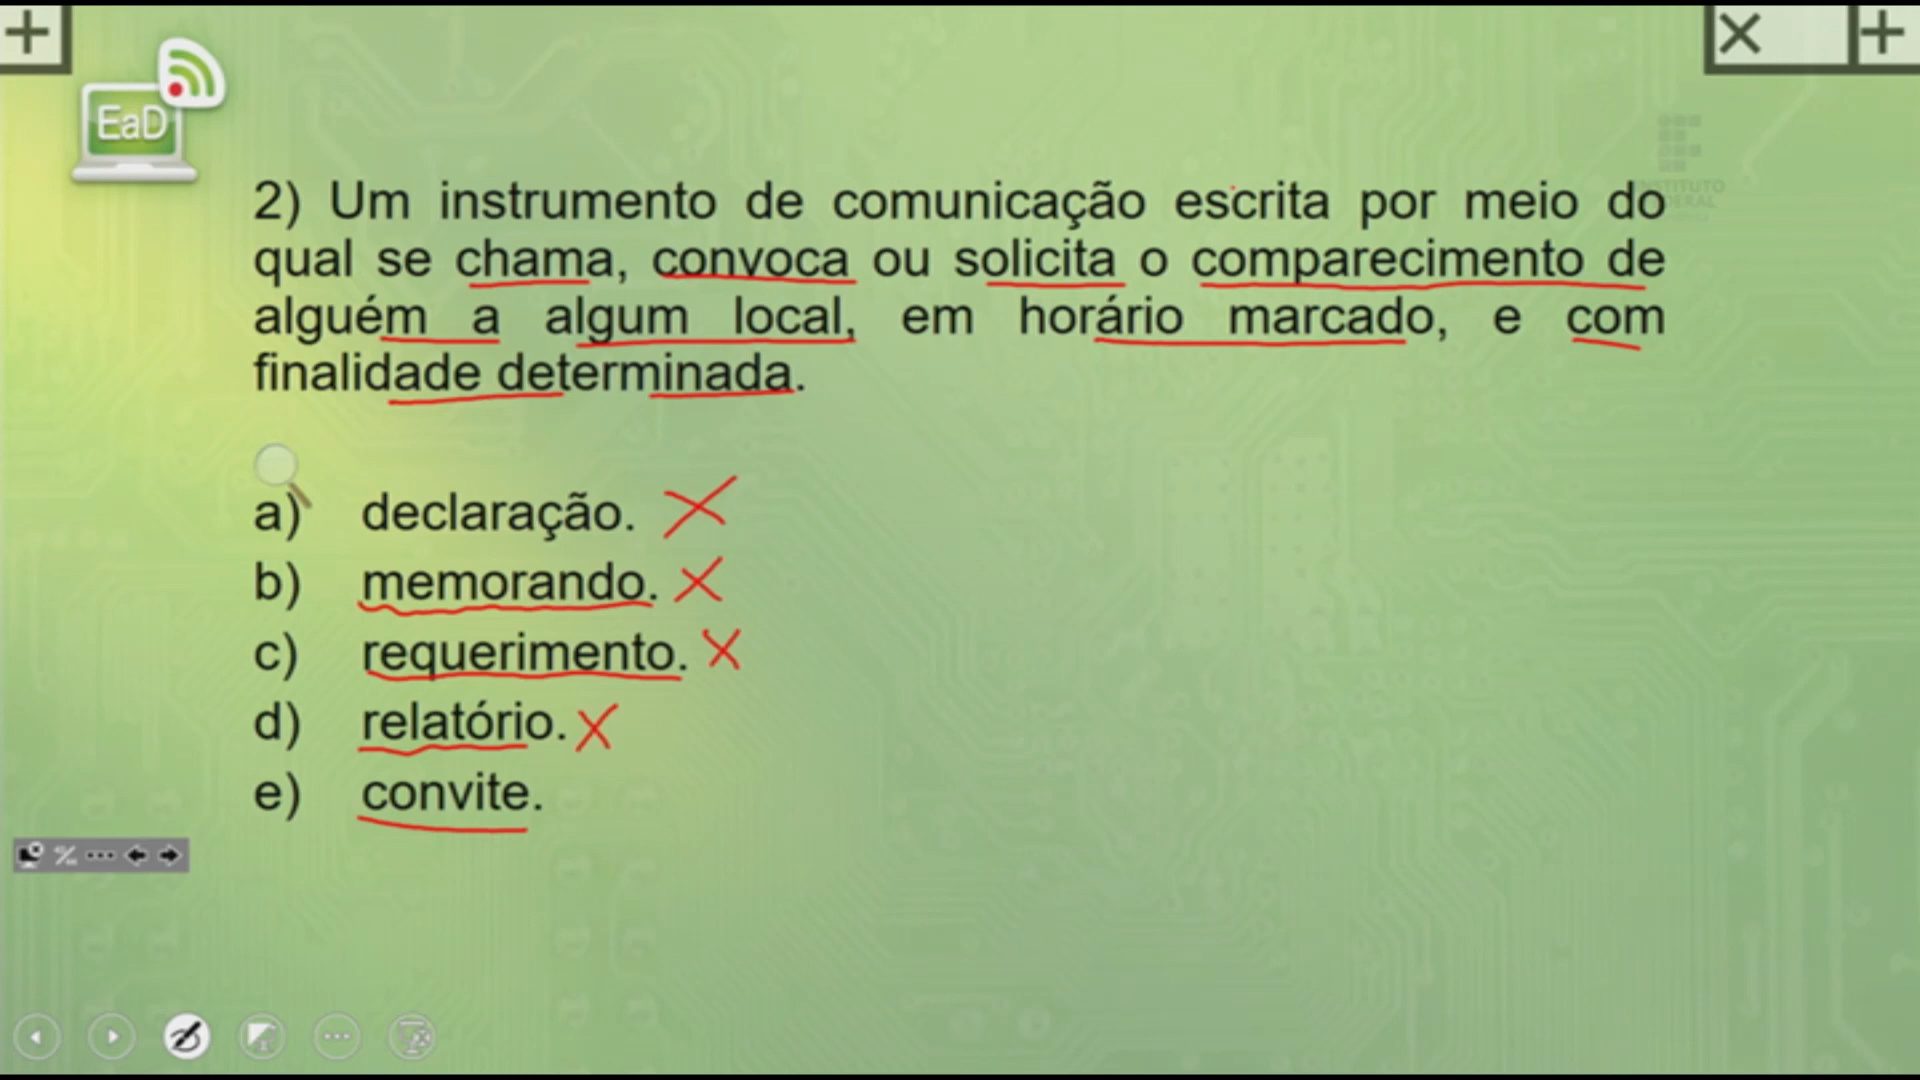 EaD
INSTITUTO
2) Um instrumento de comunicação escrita por meio do
qual se chama, convoca ou solicita o comparecimento de
alguém a algum local, em horário marcado, e com
finalidade determinada.
a) declaração.
b) memorando.
c) requerimento.
d) relatório.
e) convite.